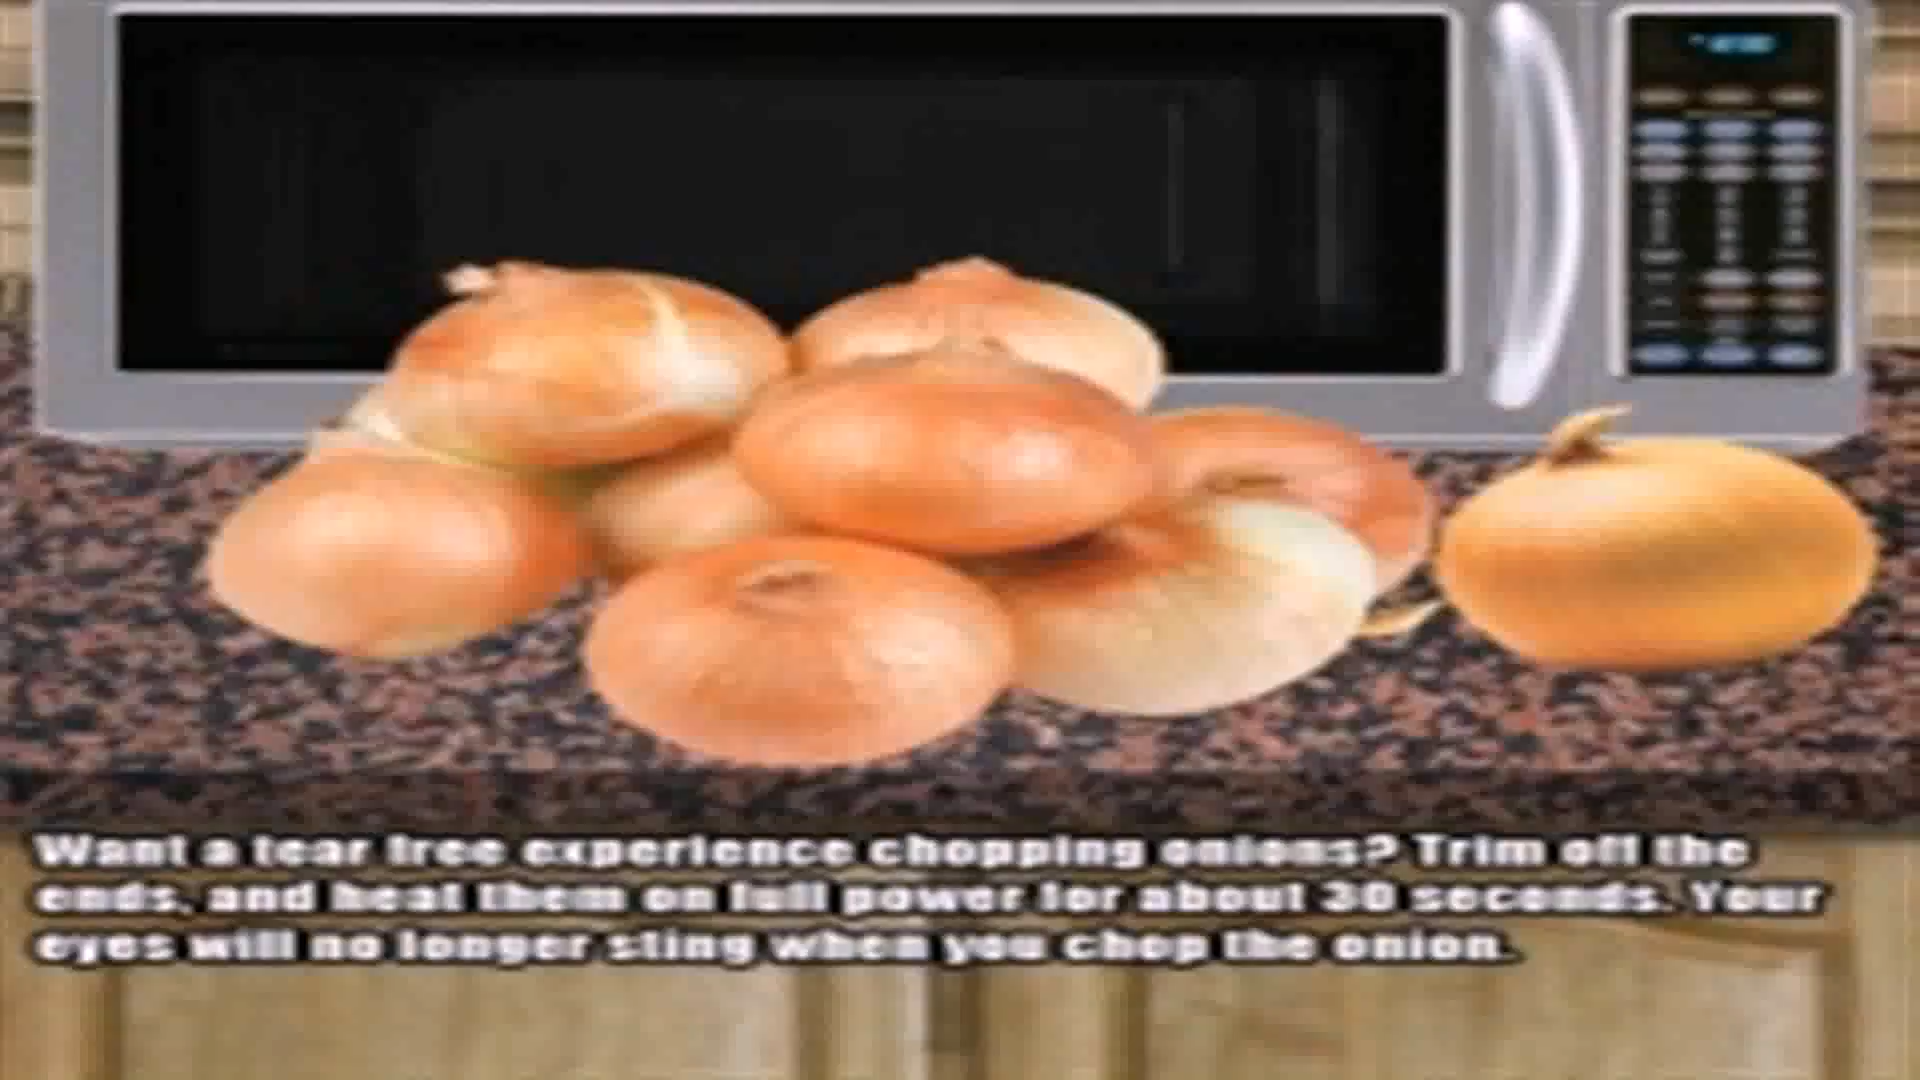 Want a tear free experience chopping onions? Trim off the
ends, and heat them on full power for about 30 seconds. Your
eyes will no longer sting when you chop the onion.